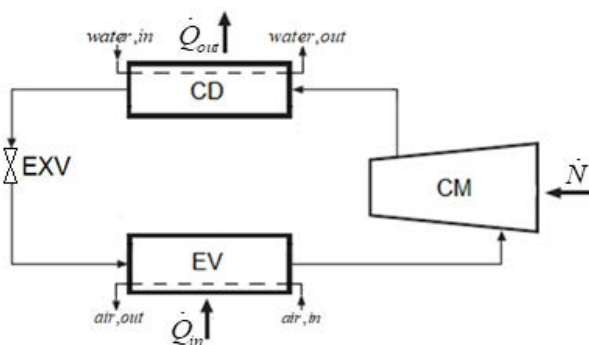 water,in
Q̇out
water,out
CD
EXV
CM
Ṅ
EV
air,out
Q̇in
air,in